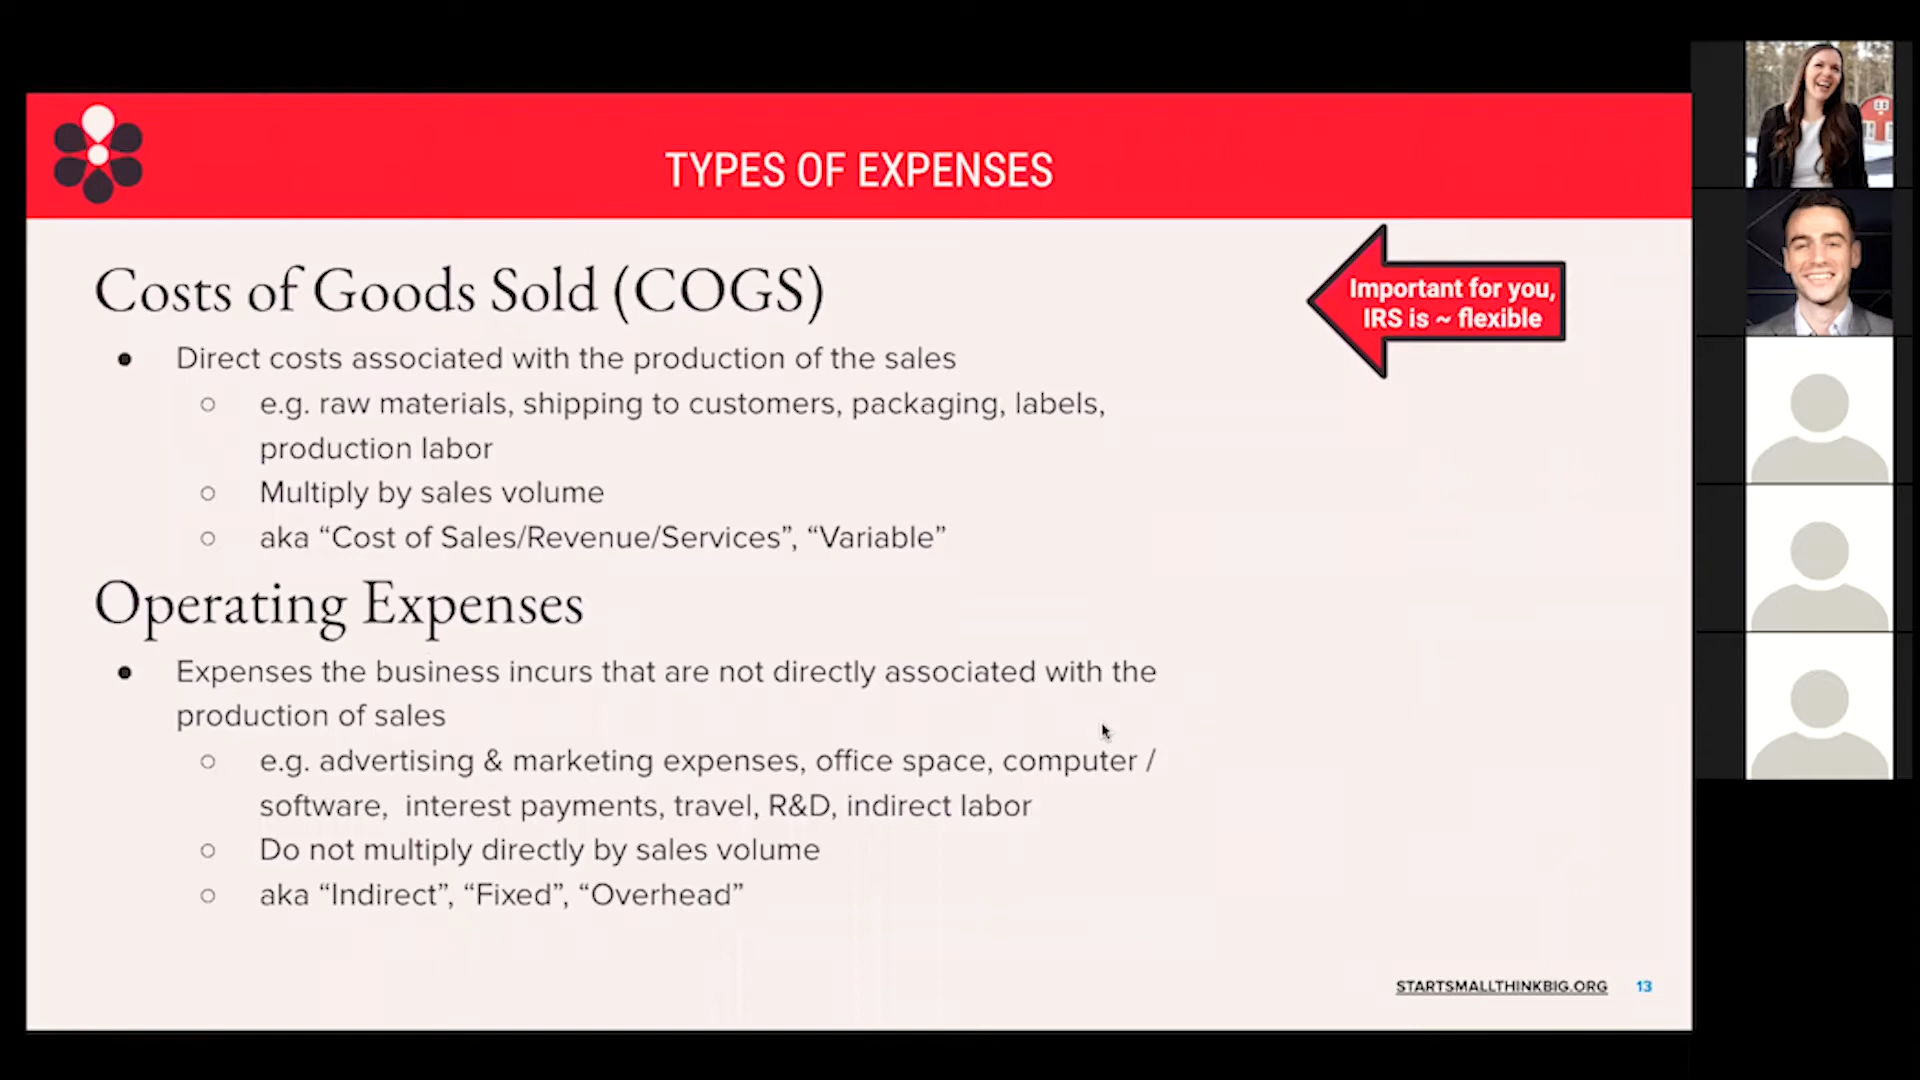 TYPES OF EXPENSES
Costs of Goods Sold (COGS)
Important for you,
IRS is ~ flexible
● Direct costs associated with the production of the sales
○ e.g. raw materials, shipping to customers, packaging, labels,
production labor
○ Multiply by sales volume
○ aka “Cost of Sales/Revenue/Services”, “Variable”
Operating Expenses
● Expenses the business incurs that are not directly associated with the
production of sales
○ e.g. advertising & marketing expenses, office space, computer /
software, interest payments, travel, R&D, indirect labor
○ Do not multiply directly by sales volume
○ aka “Indirect”, “Fixed”, “Overhead”
STARTSMALLTHINKBIG.ORG 13